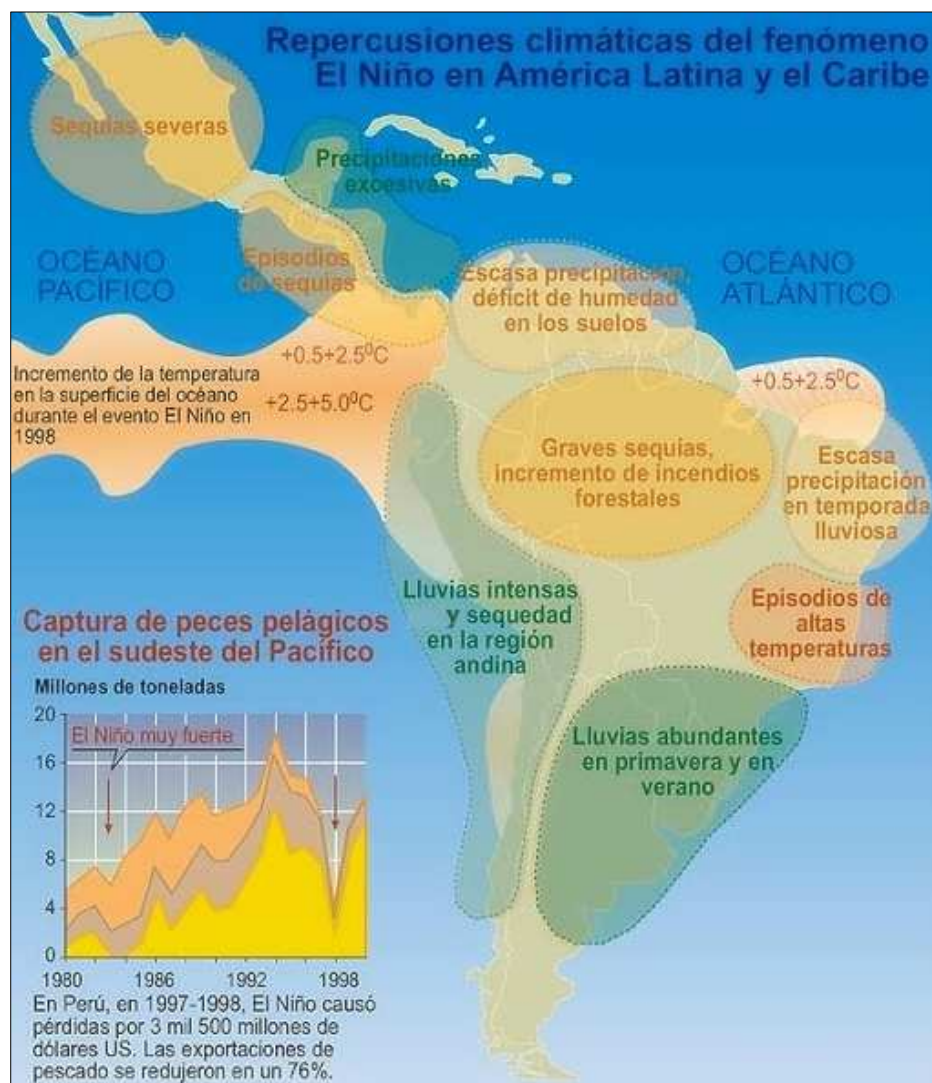 Repercusiones climáticas del fenómeno
El Niño en América Latina y el Caribe
Sequias severas
Precipitaciones
excesivas
OCÉANO
PACÍFICO
Episodios
de sequias
Escasa precipitación,
déficit de humedad
en los suelos
OCÉANO
ATLÁNTICO
+0.5+2.5⁰C
Incremento de la temperatura
en la superficie del océano
durante el evento El Niño en
1998
+2.5+5.0⁰C
+0.5+2.5⁰C
Graves sequias,
incremento de incendios
forestales
Escasa
precipitación
en temporada
lluviosa
Lluvias intensas
y sequedad
en la región
andina
Episodios de
altas
temperaturas
Lluvias abundantes
en primavera y en
verano
Captura de peces pelágicos
en el sudeste del Pacífico
Millones de toneladas
20
El Niño muy fuerte
16
12
8
4
0
1980 1986 1992 1998
En Perú, en 1997-1998, El Niño causó
pérdidas por 3 mil 500 millones de
dólares US. Las exportaciones de
pescado se redujeron en un 76%.